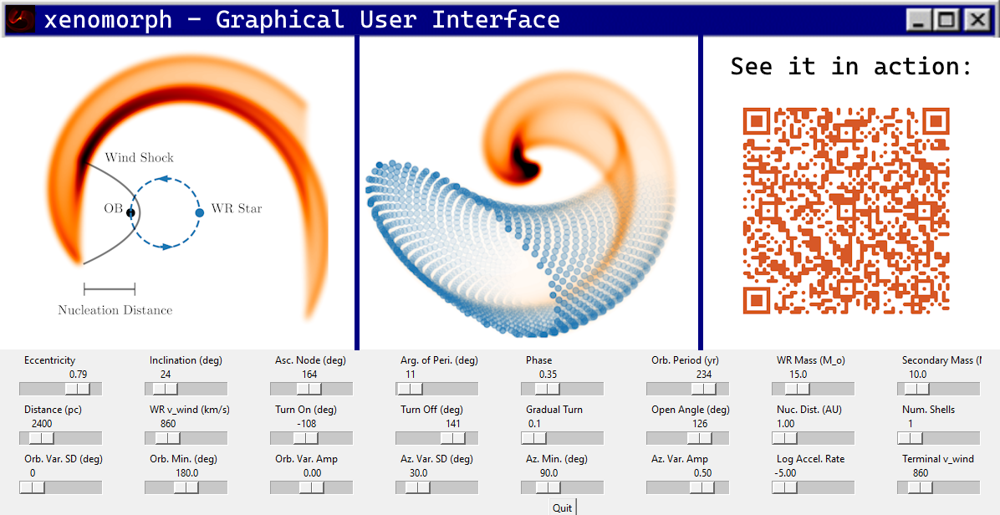 xenomorph - Graphical User Interface
See it in action:
Wind Shock
OB
WR Star
Nucleation Distance
Eccentricity Inclination (deg) Asc. Node (deg) Arg. of Peri. (deg) Phase Orb. Period (yr) WR Mass (M_o) Secondary Mass (
0.79 24 164 11 0.35 234 15.0 10.0
Distance (pc) WR v_wind (km/s) Turn On (deg) Turn Off (deg) Gradual Turn Open Angle (deg) Nuc. Dist. (AU) Num. Shells
2400 860 -108 141 0.1 126 1.00 1
Orb. Var. SD (deg) Orb. Min. (deg) Orb. Var. Amp Az. Var. SD (deg) Az. Min. (deg) Az. Var. Amp Log Accel. Rate Terminal v_wind
0 180.0 0.00 30.0 90.0 0.50 -5.00 860
Quit